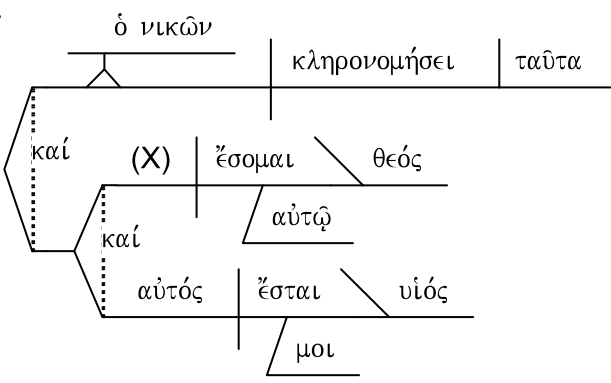 ὁ νικῶν
κληρονομήσει ταῦτα
καί
(X) ἔσομαι θεός
αὐτῷ
καί
αὐτός ἔσται υἱός
μοι